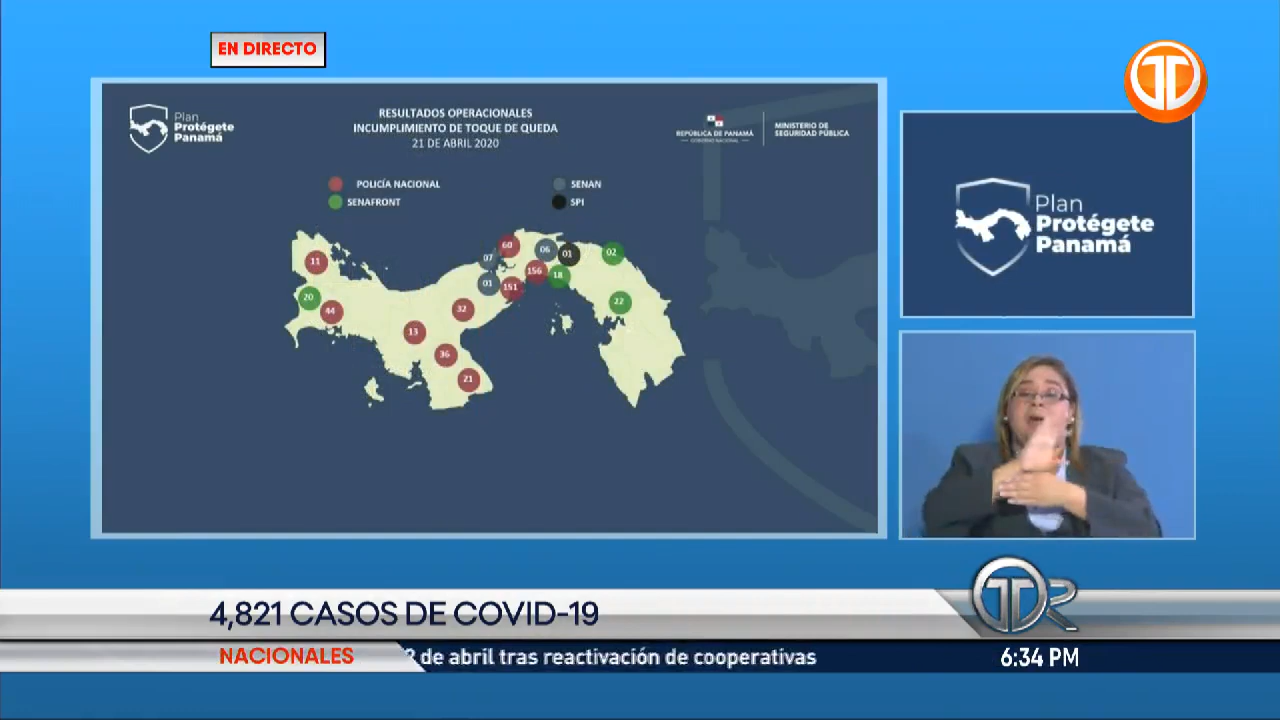 EN DIRECTO
Plan
Protégete
Panamá
RESULTADOS OPERACIONALES
INCUMPLIMIENTO DE TOQUE DE QUEDA
21 DE ABRIL 2020
REPÚBLICA DE PANAMÁ
GOBIERNO NACIONAL
MINISTERIO DE
SEGURIDAD PÚBLICA
POLICÍA NACIONAL
SENAN
SENAFRONT
SPI
11
20
44
13
32
36
21
07
01
60
151
156
06
18
01
02
22
Plan
Protégete
Panamá
4,821 CASOS DE COVID-19
NACIONALES
de abril tras reactivación de cooperativas
6:34 PM